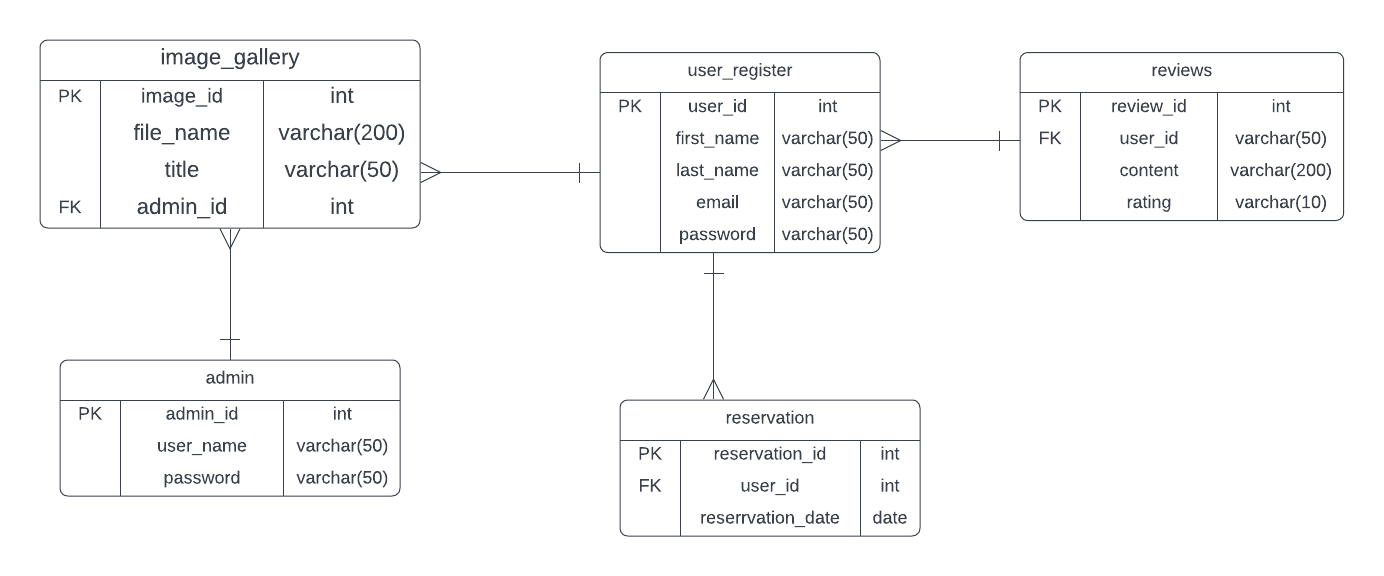 image_gallery
PK image_id int
file_name varchar(200)
title varchar(50)
FK admin_id int
user_register
PK user_id int
first_name varchar(50)
last_name varchar(50)
email varchar(50)
password varchar(50)
reviews
PK review_id int
FK user_id varchar(50)
content varchar(200)
rating varchar(10)
admin
PK admin_id int
user_name varchar(50)
password varchar(50)
reservation
PK reservation_id int
FK user_id int
reserrvation_date date